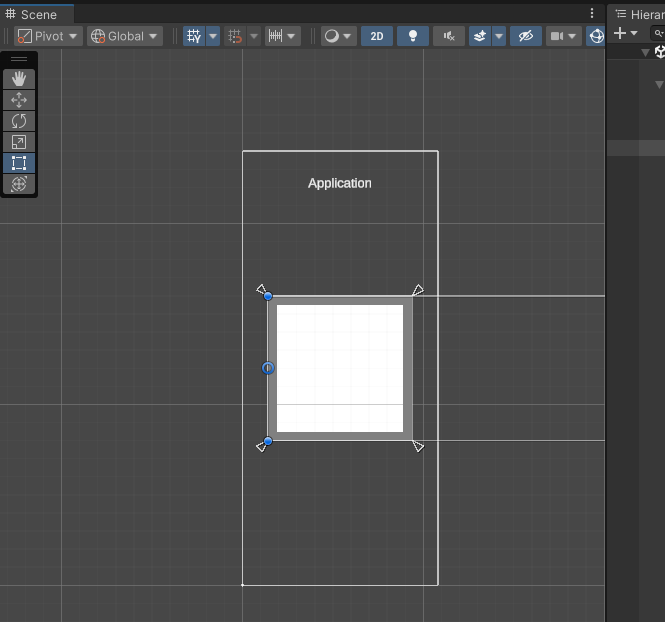 Scene
Hierar
Pivot
Global
2D
Application